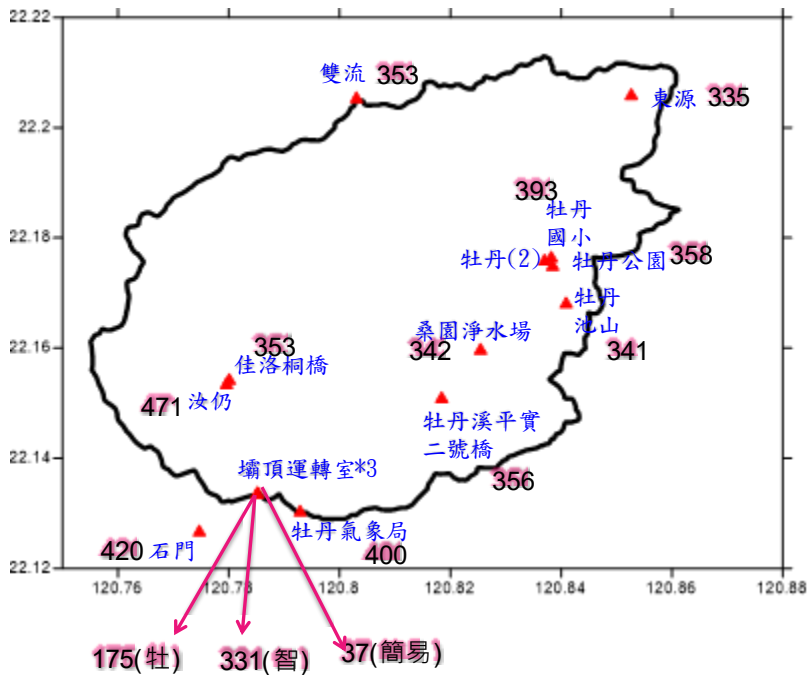 22.22
雙流
353
東源
335
22.2
393
牡丹
國小
22.18
牡丹(2)
牡丹公園
358
牡丹
池山
桑園淨水場
22.16
353
342
341
佳洛桐橋
471
汝仍
牡丹溪平實
二號橋
22.14
壩頂運轉室*3
356
牡丹氣象局
420
石門
400
22.12
120.76
120.78
120.8
120.82
120.84
120.86
120.88
175(牡)
331(智)
37(簡易)